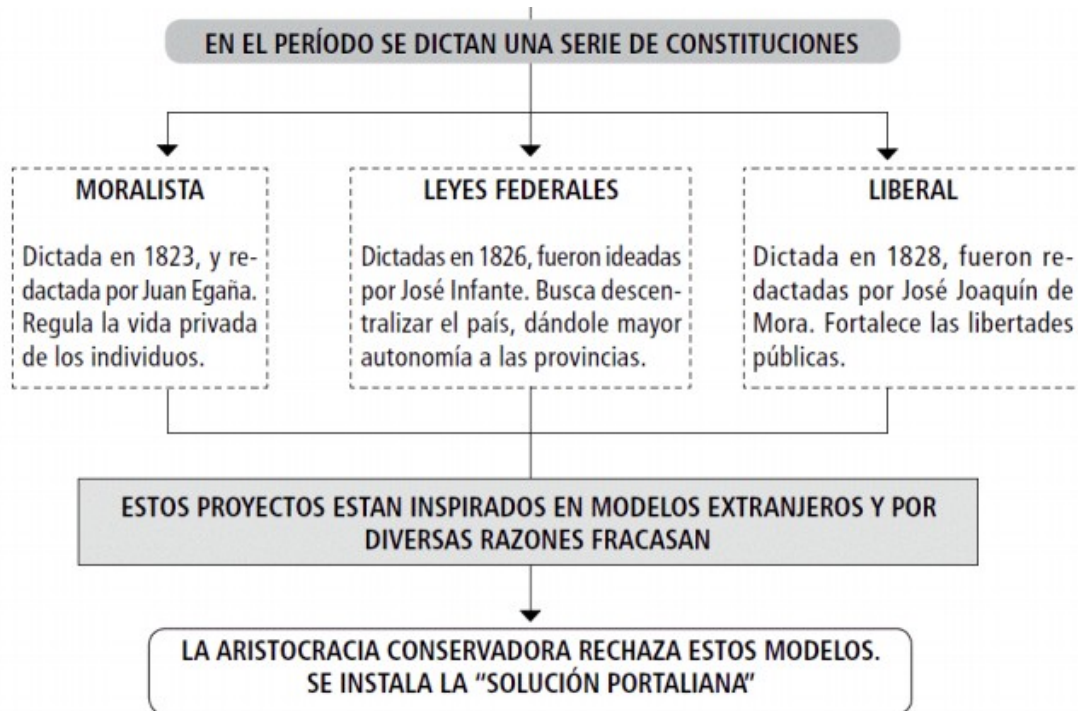 EN EL PERÍODO SE DICTAN UNA SERIE DE CONSTITUCIONES
MORALISTA
Dictada en 1823, y re-
dactada por Juan Egaña.
Regula la vida privada
de los individuos.
LEYES FEDERALES
Dictadas en 1826, fueron ideadas
por José Infante. Busca descen-
tralizar el país, dándole mayor
autonomía a las provincias.
LIBERAL
Dictada en 1828, fueron re-
dactadas por José Joaquín de
Mora. Fortalece las libertades
públicas.
ESTOS PROYECTOS ESTAN INSPIRADOS EN MODELOS EXTRANJEROS Y POR
DIVERSAS RAZONES FRACASAN
LA ARISTOCRACIA CONSERVADORA RECHAZA ESTOS MODELOS.
SE INSTALA LA “SOLUCIÓN PORTALIANA”